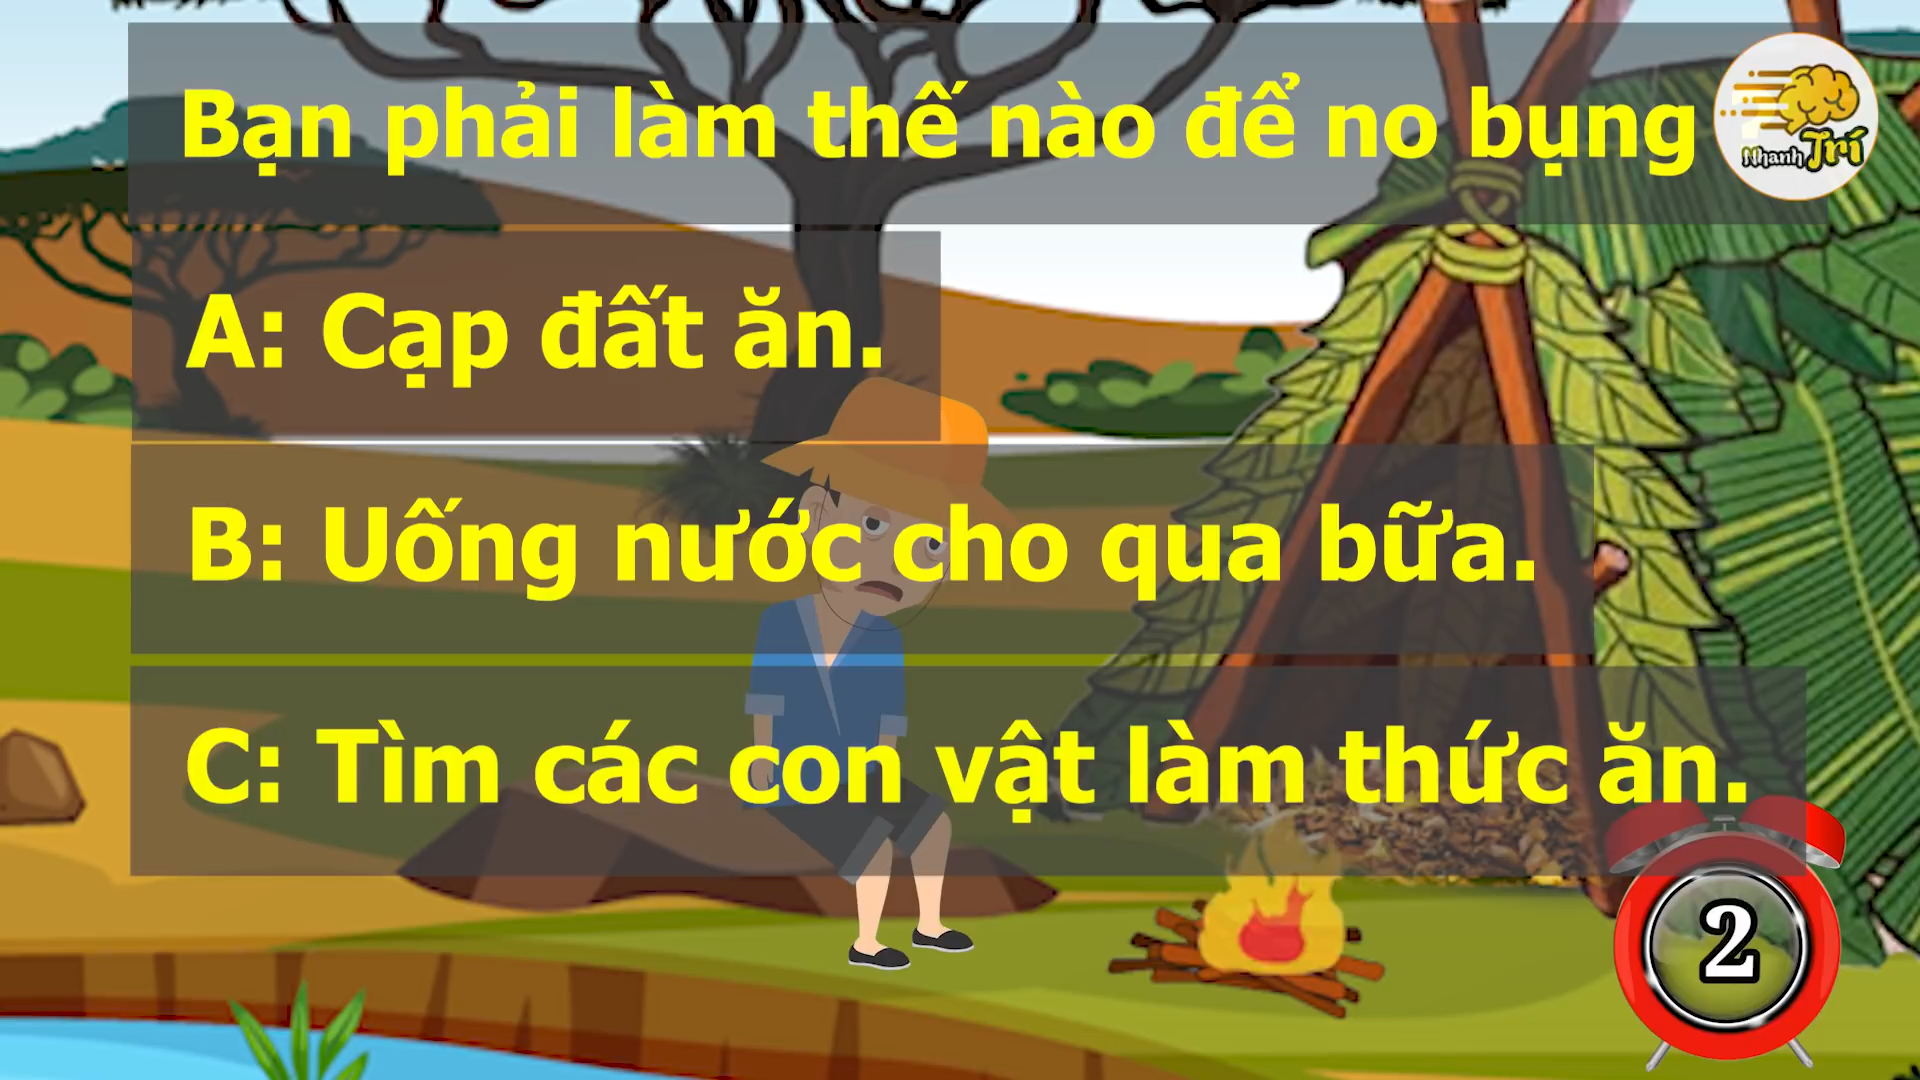 Bạn phải làm thế nào để no bụng
Nhanh Trí
A: Cạp đất ăn.
B: Uống nước cho qua bữa.
C: Tìm các con vật làm thức ăn.
2